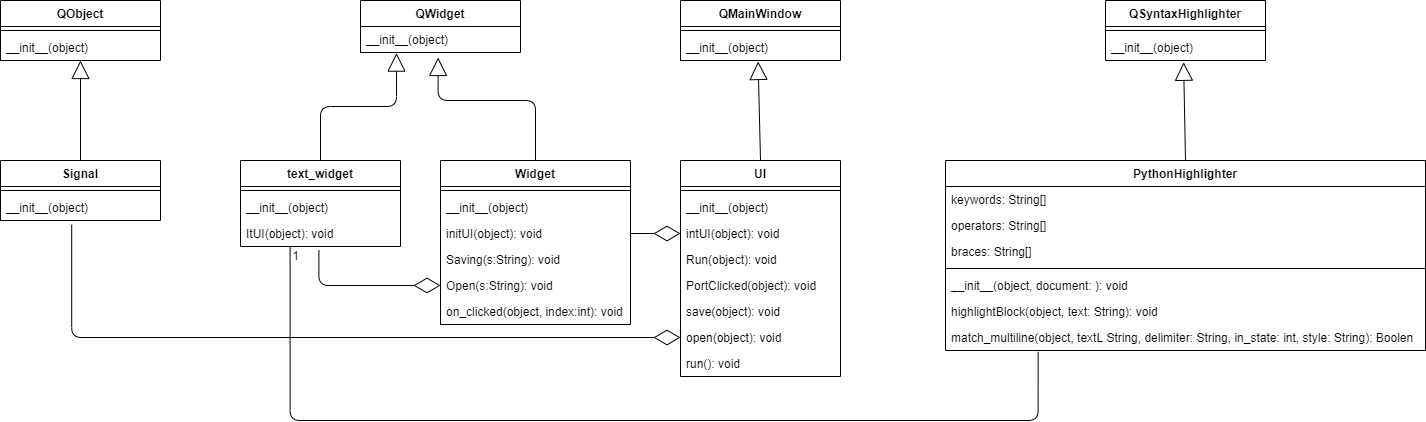 QObject
__init__(object)
QWidget
__init__(object)
QMainWindow
__init__(object)
QSyntaxHighlighter
__init__(object)
Signal
__init__(object)
text_widget
__init__(object)
ItUI(object): void
1
Widget
__init__(object)
initUI(object): void
Saving(s:String): void
Open(s:String): void
on_clicked(object, index:int): void
UI
__init__(object)
intUI(object): void
Run(object): void
PortClicked(object): void
save(object): void
open(object): void
run(): void
PythonHighlighter
keywords: String[]
operators: String[]
braces: String[]
__init__(object, document: ): void
highlightBlock(object, text: String): void
match_multiline(object, textL String, delimiter: String, in_state: int, style: String): Boolen